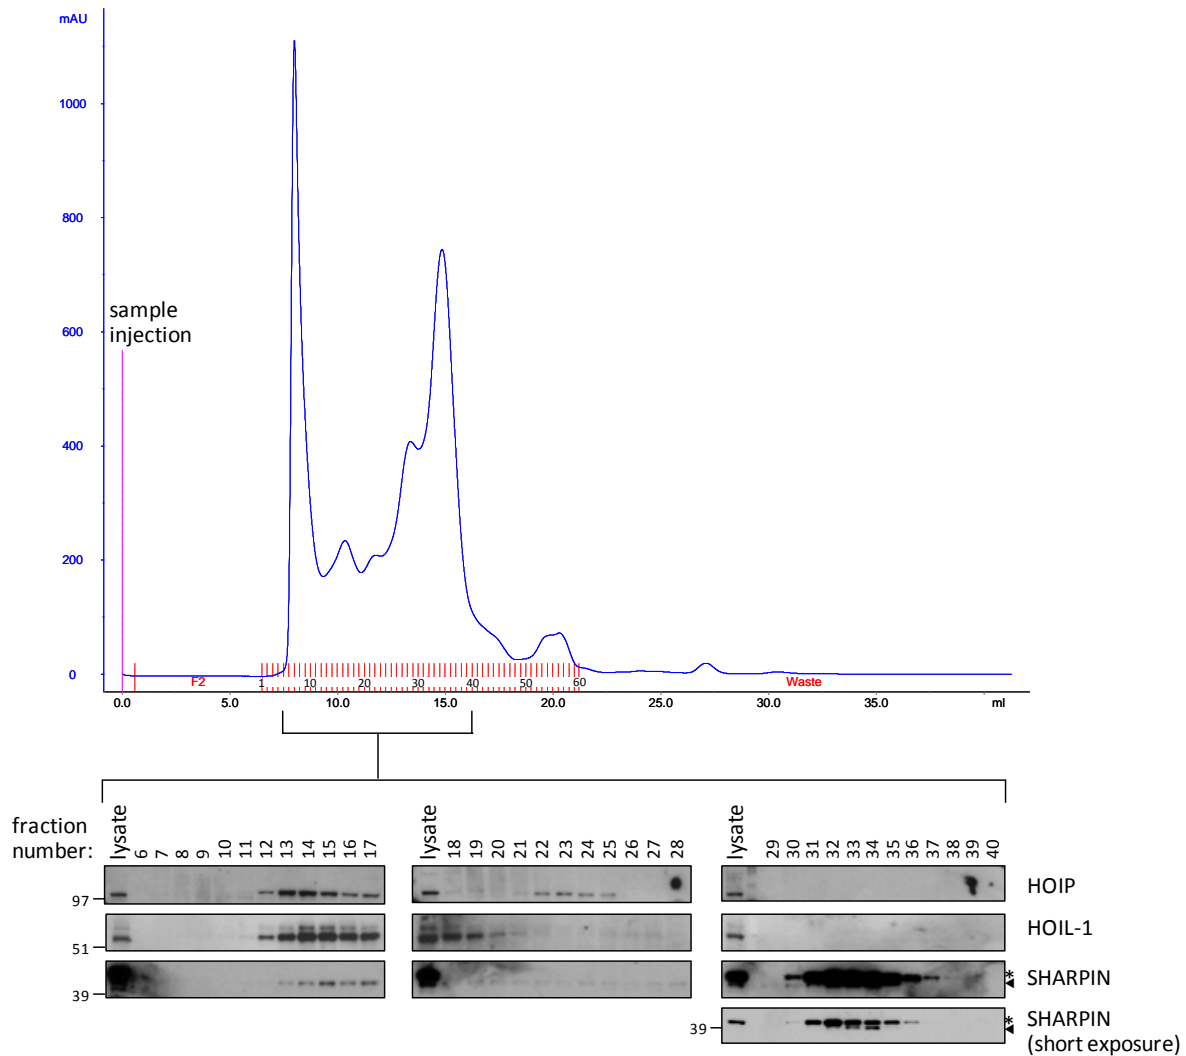 mAU
1000
800
600
400
200
0
sample
injection
F2
1 10 20 30 40 50 60
Waste
0.0 5.0 10.0 15.0 20.0 25.0 30.0 35.0 ml
fraction
number:
lysate 6 7 8 9 10 11 12 13 14 15 16 17
lysate 18 19 20 21 22 23 24 25 26 27 28
lysate 29 30 31 32 33 34 35 36 37 38 39 40
97 HOIP
51 HOIL-1
39 * SHARPIN
◄
39 * SHARPIN
◄ (short exposure)